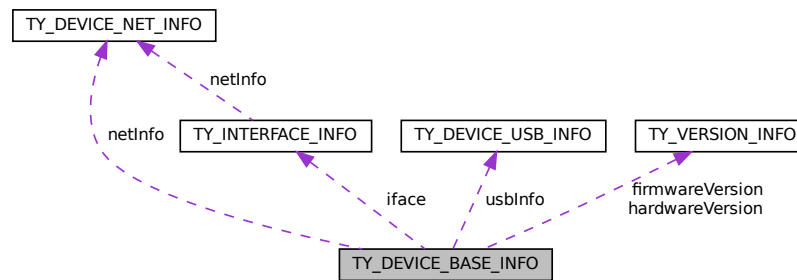 TY_DEVICE_NET_INFO
netInfo
netInfo
TY_INTERFACE_INFO
TY_DEVICE_USB_INFO
TY_VERSION_INFO
iface
usbInfo
firmwareVersion
hardwareVersion
TY_DEVICE_BASE_INFO